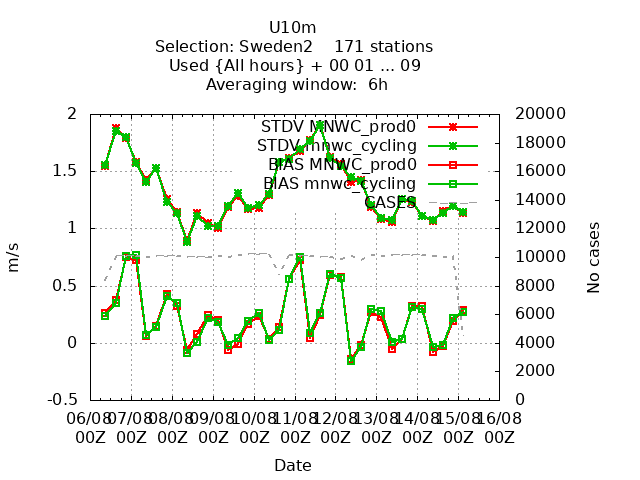 U10m
Selection: Sweden2 171 stations
Used {All hours} + 00 01 ... 09
Averaging window: 6h
2 20000
STDV MNWC_prod0
18000
STDV mnwc_cycling
1.5 BIAS MNWC_prod0 16000
BIAS mnwc_cycling
CASES 14000
1 12000
m/s No cases
10000
0.5 8000
6000
0 4000
2000
-0.5 0
06/08 07/08 08/08 09/08 10/08 11/08 12/08 13/08 14/08 15/08 16/08
00Z 00Z 00Z 00Z 00Z 00Z 00Z 00Z 00Z 00Z 00Z
Date